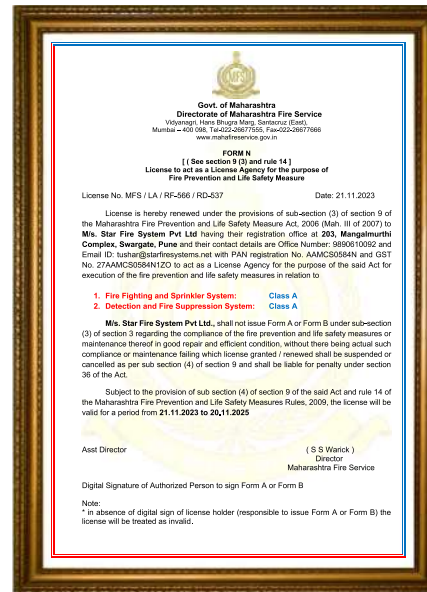 MFS
Govt. of Maharashtra
Directorate of Maharashtra Fire Service
Vidyanagri, Hans Bhugra Marg, Santacruz (East),
Mumbai – 400 098, Tel-022-26677555, Fax-022-26677666
www.mahafireservice.gov.in
FORM N
[ ( See section 9 (3) and rule 14 ]
License to act as a License Agency for the purpose of
Fire Prevention and Life Safety Measure
License No. MFS / LA / RF-566 / RD-537 Date: 21.11.2023
License is hereby renewed under the provisions of sub-section (3) of section 9 of
the Maharashtra Fire Prevention and Life Safety Measure Act, 2006 (Mah. III of 2007) to
M/s. Star Fire System Pvt Ltd having their registration office at 203, Mangalmurthi
Complex, Swargate, Pune and their contact details are Office Number: 9890610092 and
Email ID: tushar@starfiresystems.net with PAN registration No. AAMCS0584N and GST
No. 27AAMCS0584N1ZO to act as a License Agency for the purpose of the said Act for
execution of the fire prevention and life safety measures in relation to
1. Fire Fighting and Sprinkler System: Class A
2. Detection and Fire Suppression System: Class A
M/s. Star Fire System Pvt Ltd., shall not issue Form A or Form B under sub-section
(3) of section 3 regarding the compliance of the fire prevention and life safety measures or
maintenance thereof in good repair and efficient condition, without there being actual such
compliance or maintenance failing which license granted / renewed shall be suspended or
cancelled as per sub section (4) of section 9 and shall be liable for penalty under section
36 of the Act.
Subject to the provision of sub section (4) of section 9 of the said Act and rule 14 of
the Maharashtra Fire Prevention and Life Safety Measures Rules, 2009, the license will be
valid for a period from 21.11.2023 to 20.11.2025
Asst Director ( S S Warick )
Director
Maharashtra Fire Service
Digital Signature of Authorized Person to sign Form A or Form B
Note:
* in absence of digital sign of license holder (responsible to issue Form A or Form B) the
license will be treated as invalid.